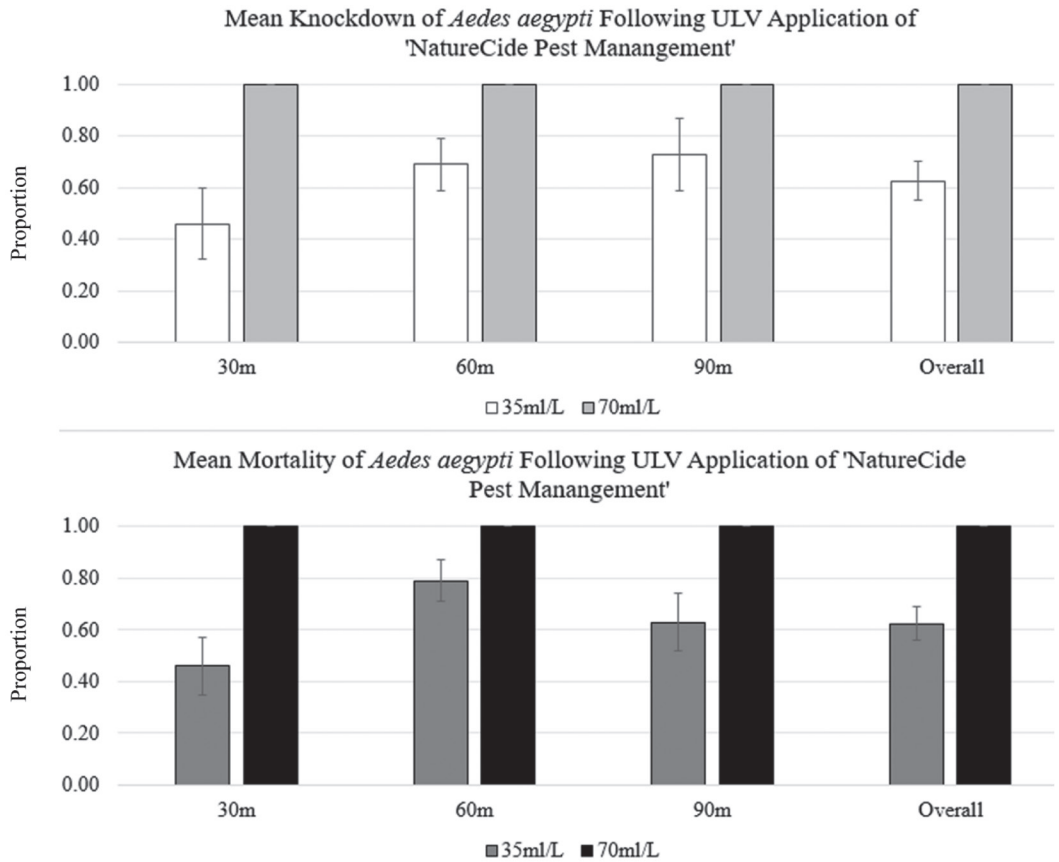 Mean Knockdown of Aedes aegypti Following ULV Application of
'NatureCide Pest Manangement'
1.00
0.80
0.60
0.40
0.20
0.00
Proportion
30m 60m 90m Overall
35ml/L 70ml/L
Mean Mortality of Aedes aegypti Following ULV Application of 'NatureCide
Pest Manangement'
1.00
0.80
0.60
0.40
0.20
0.00
Proportion
30m 60m 90m Overall
35ml/L 70ml/L